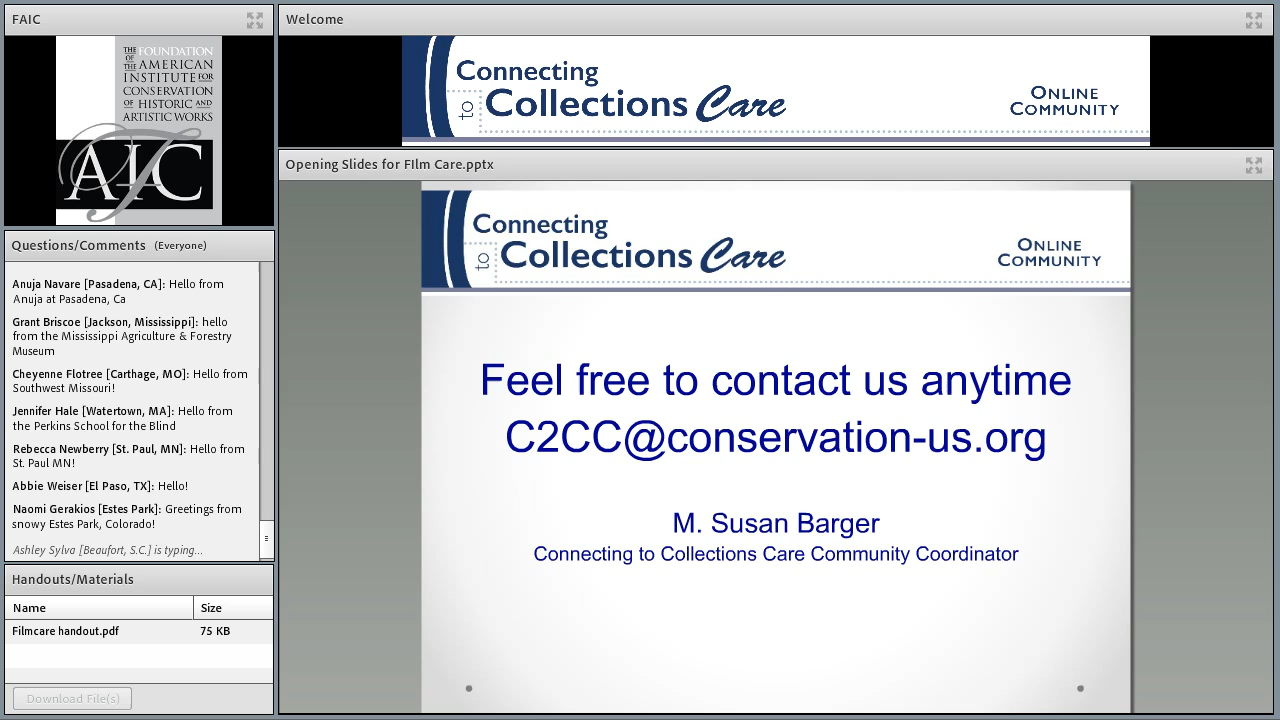 FAIC
THE FOUNDATION
OF THE AMERICAN
INSTITUTE FOR
CONSERVATION
OF HISTORIC AND
ARTISTIC WORKS
AIC
Questions/Comments (Everyone)
Anuja Navare [Pasadena, CA]: Hello from
Anuja at Pasadena, Ca
Grant Briscoe [Jackson, Mississippi]: hello
from the Mississippi Agriculture & Forestry
Museum
Cheyenne Flotree [Carthage, MO]: Hello from
Southwest Missouri!
Jennifer Hale [Watertown, MA]: Hello from
the Perkins School for the Blind
Rebecca Newberry [St. Paul, MN]: Hello from
St. Paul MN!
Abbie Weiser [El Paso, TX]: Hello!
Naomi Gerakios [Estes Park]: Greetings from
snowy Estes Park, Colorado!
Ashley Sylva [Beaufort, S.C.] is typing...
Handouts/Materials
Name Size
Filmcare handout.pdf 75 KB
Download File(s)
Welcome
Connecting
to Collections Care
ONLINE
COMMUNITY
Opening Slides for FIlm Care.pptx
Connecting
to Collections Care
ONLINE
COMMUNITY
Feel free to contact us anytime
C2CC@conservation-us.org
M. Susan Barger
Connecting to Collections Care Community Coordinator